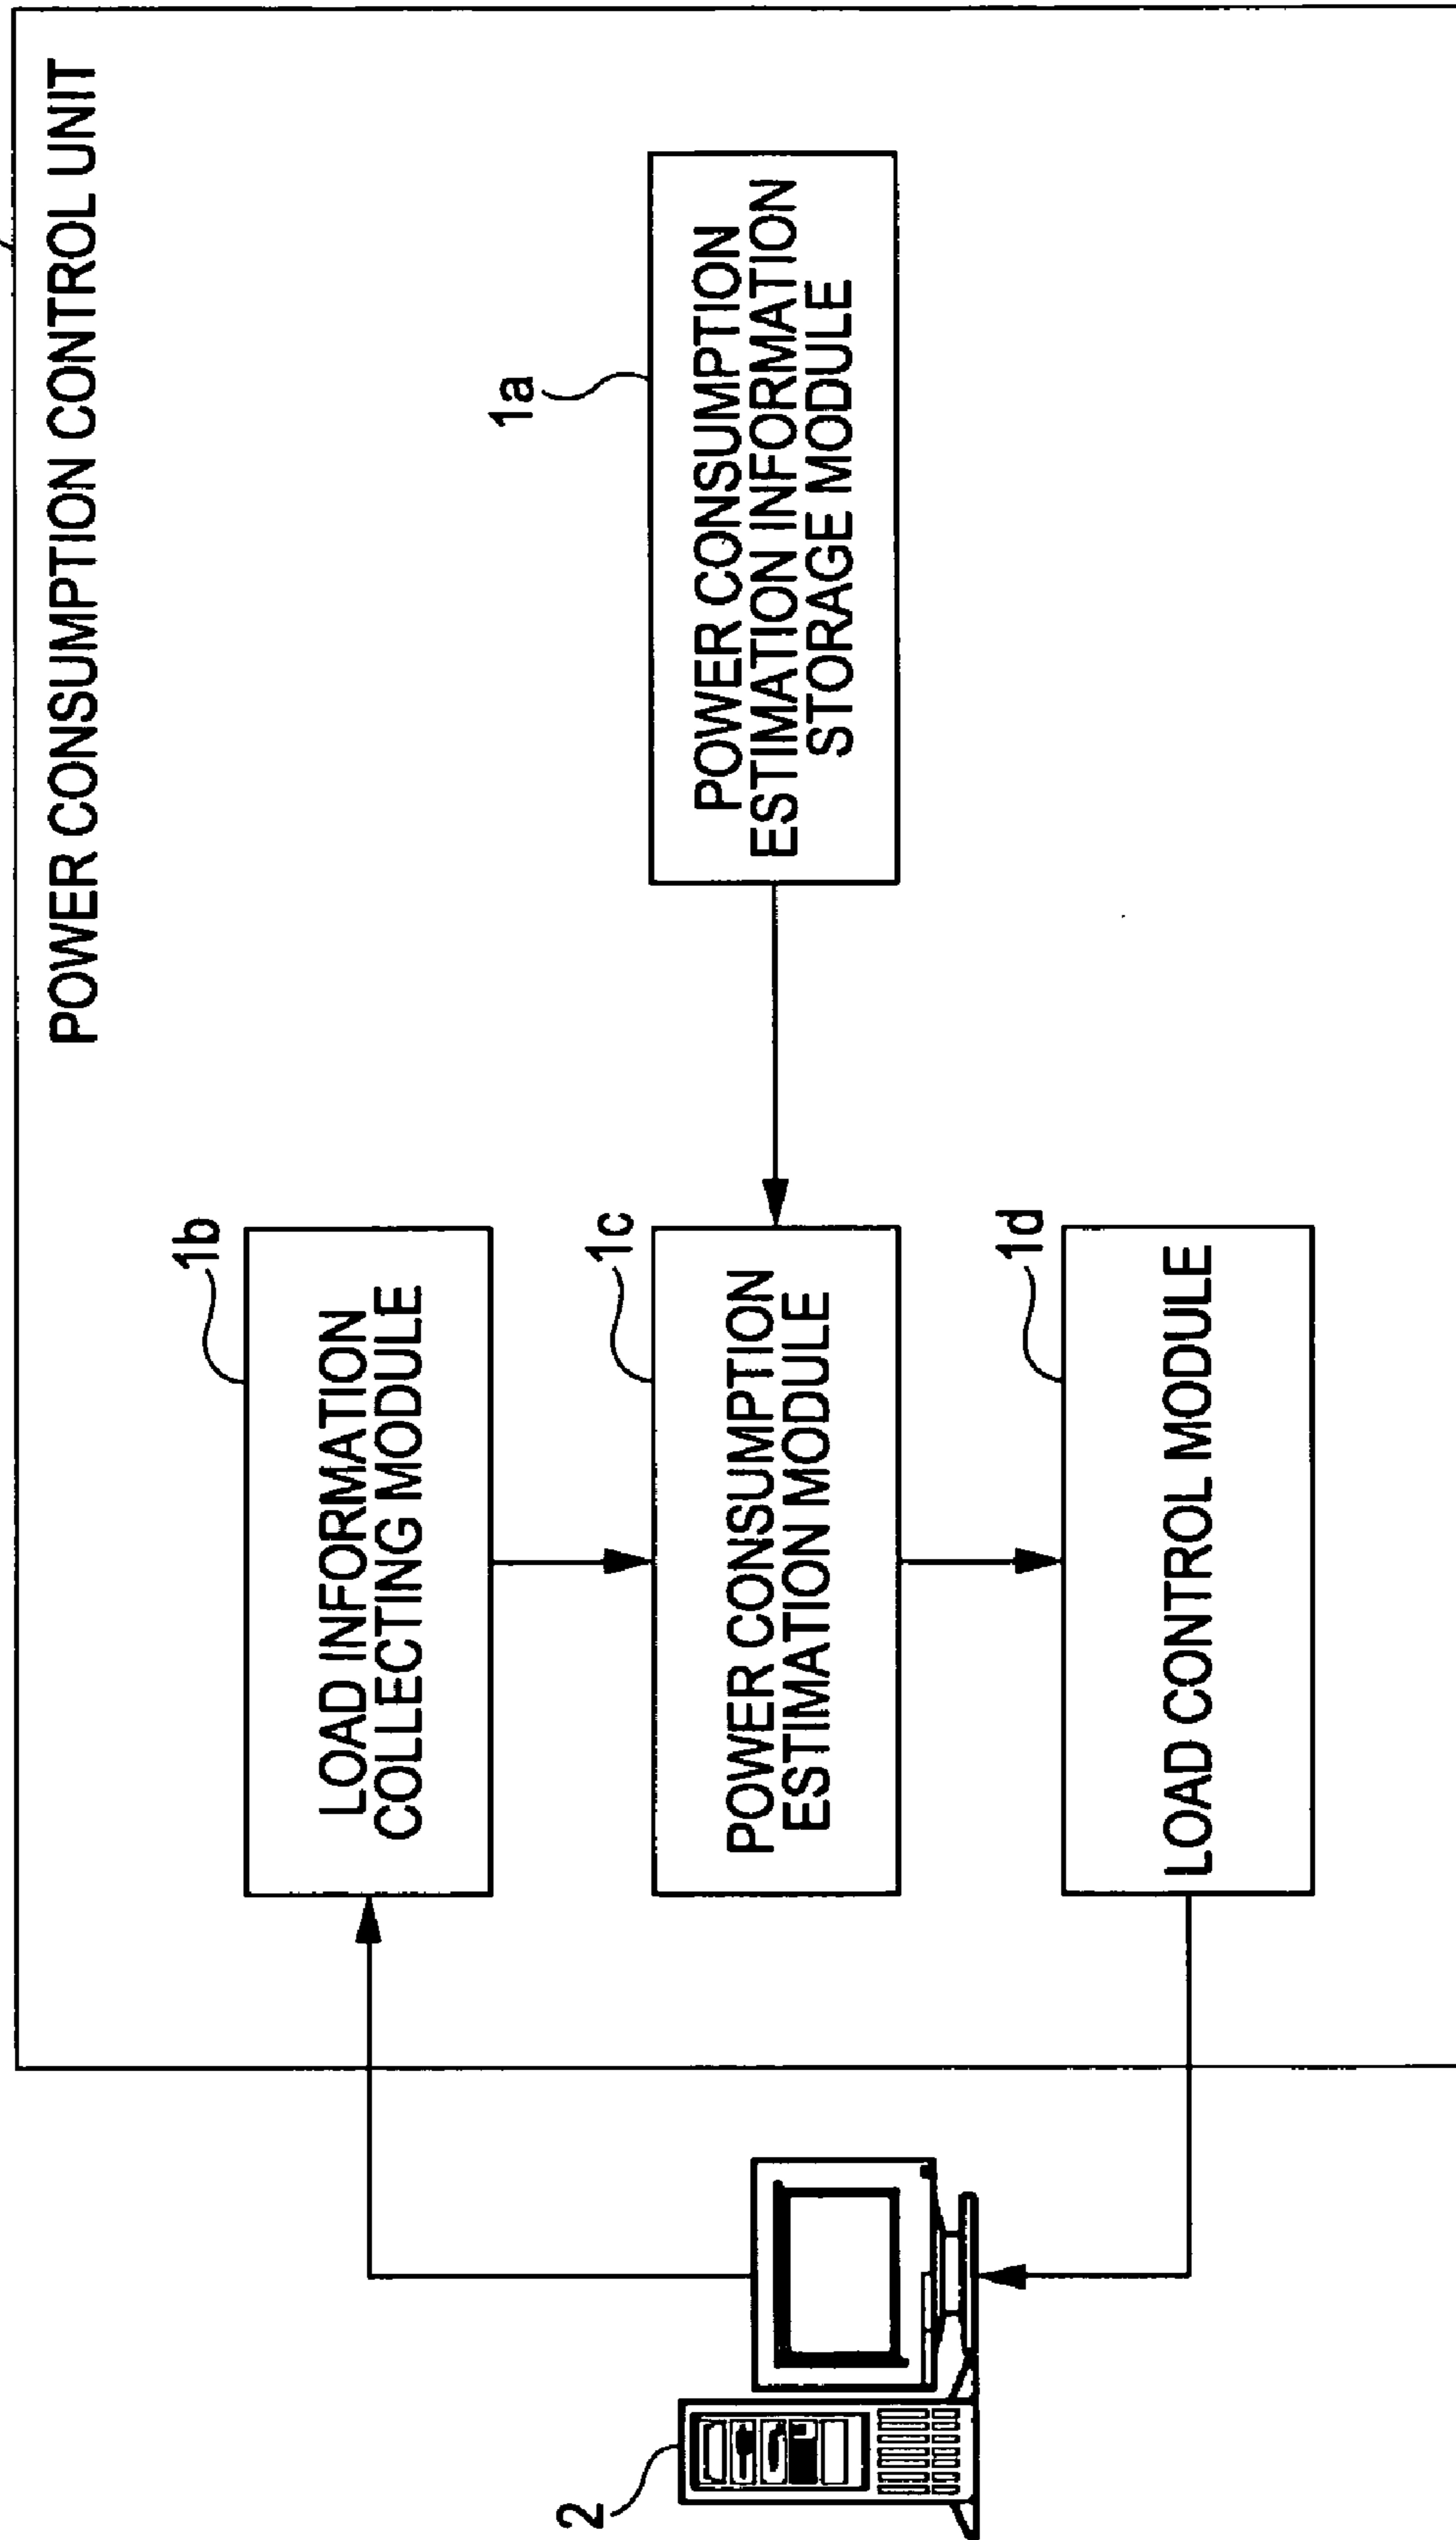 POWER CONSUMPTION CONTROL UNIT
1b
LOAD INFORMATION
COLLECTING MODULE
1a
POWER CONSUMPTION
ESTIMATION INFORMATION
STORAGE MODULE
1c
POWER CONSUMPTION
ESTIMATION MODULE
2
1d
LOAD CONTROL MODULE